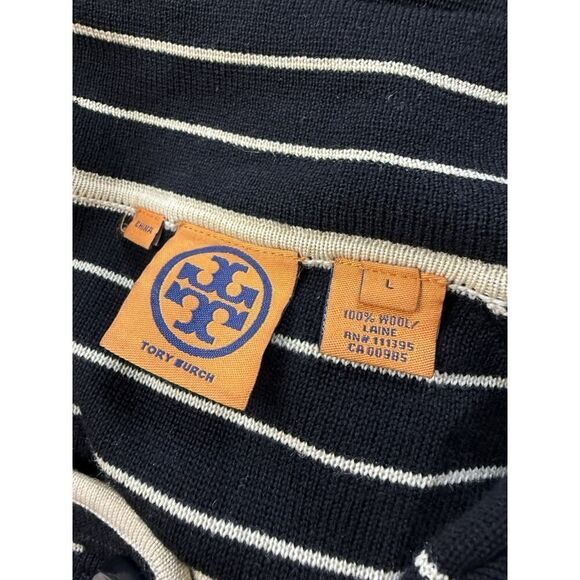 CHINA
TORY BURCH
L
100% WOOL/
LAINE
RN# 111395
CA 00985